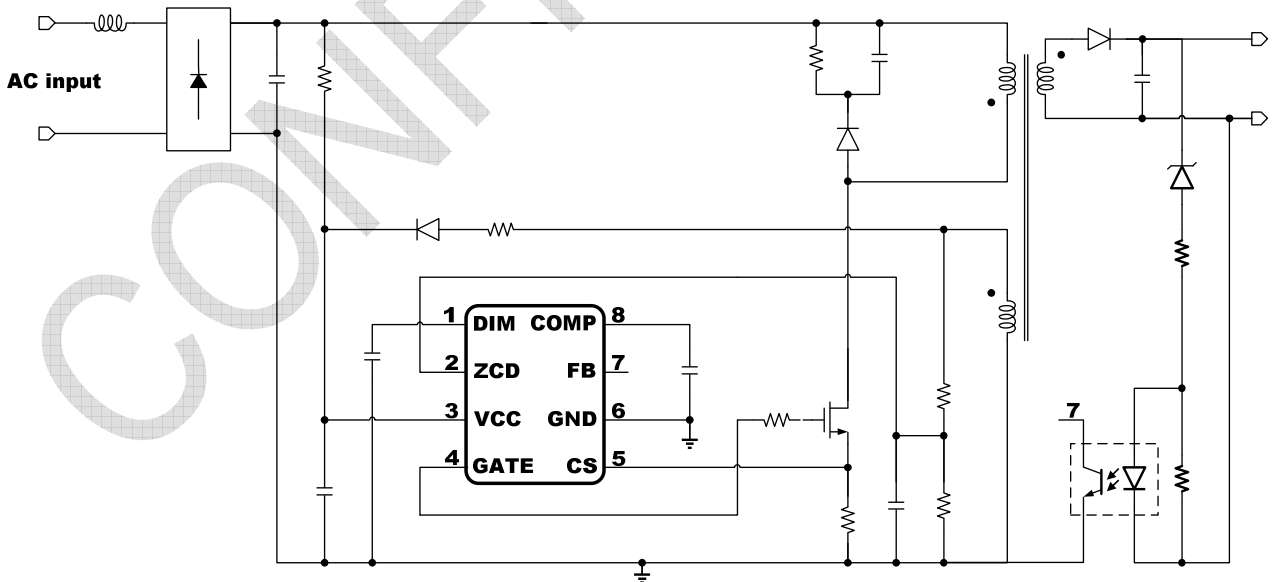 CONF
AC input
1 DIM COMP 8
2 ZCD FB 7
3 VCC GND 6
4 GATE CS 5
7